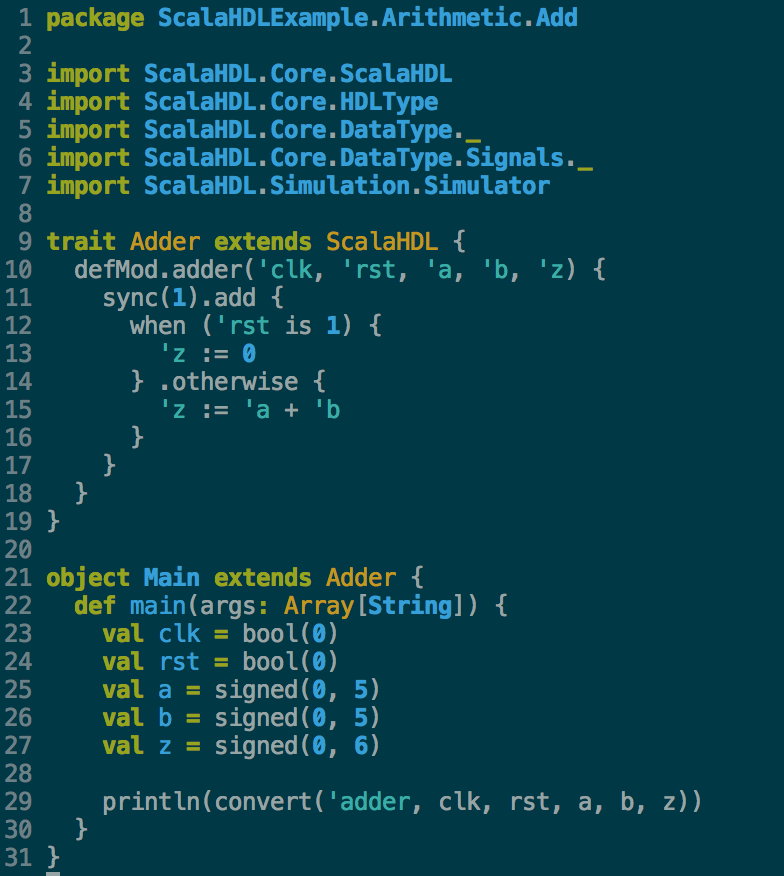 1 package ScalaHDLExample.Arithmetic.Add
2
3 import ScalaHDL.Core.ScalaHDL
4 import ScalaHDL.Core.HDLType
5 import ScalaHDL.Core.DataType._
6 import ScalaHDL.Core.DataType.Signals._
7 import ScalaHDL.Simulation.Simulator
8
9 trait Adder extends ScalaHDL {
10   defMod.adder('clk, 'rst, 'a, 'b, 'z) {
11     sync(1).add {
12       when ('rst is 1) {
13         'z := 0
14       } .otherwise {
15         'z := 'a + 'b
16       }
17     }
18   }
19 }
20
21 object Main extends Adder {
22   def main(args: Array[String]) {
23     val clk = bool(0)
24     val rst = bool(0)
25     val a = signed(0, 5)
26     val b = signed(0, 5)
27     val z = signed(0, 6)
28
29     println(convert('adder, clk, rst, a, b, z))
30   }
31 }